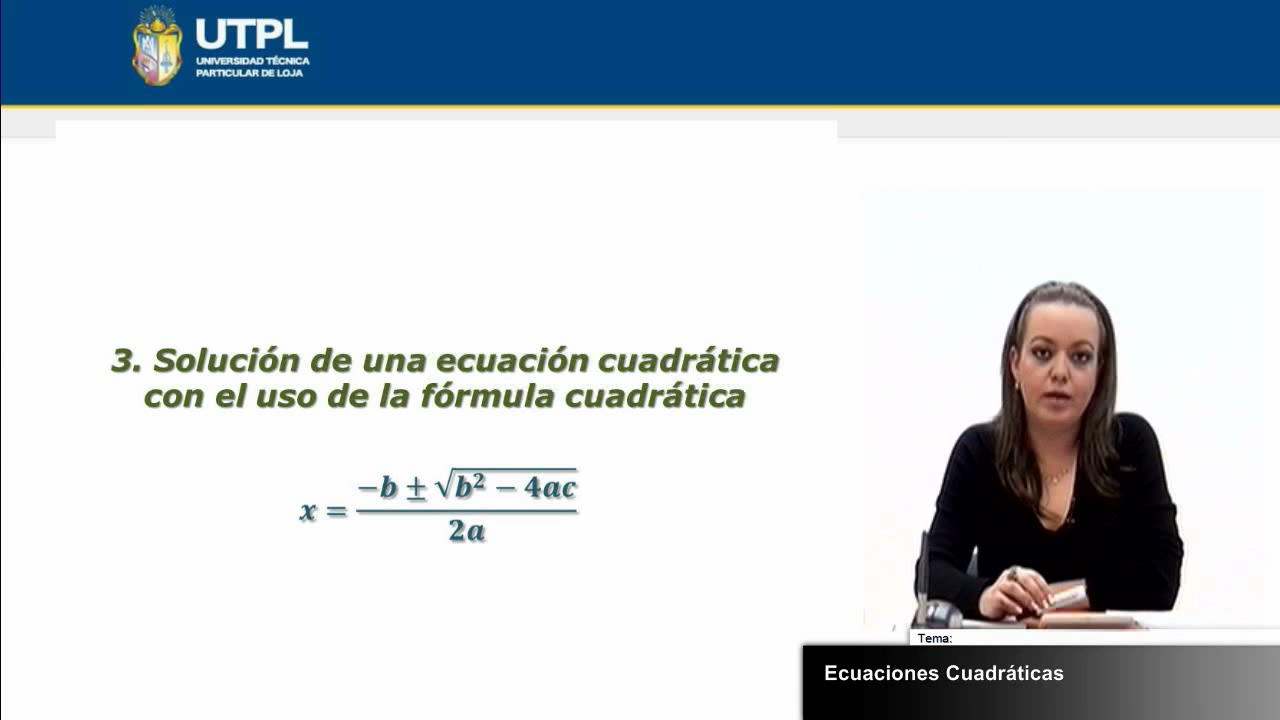 UTPL
UNIVERSIDAD TÉCNICA
PARTICULAR DE LOJA
3. Solución de una ecuación cuadrática
con el uso de la fórmula cuadrática
x = (-b ± √(b² - 4ac)) / 2a
Tema:
Ecuaciones Cuadráticas